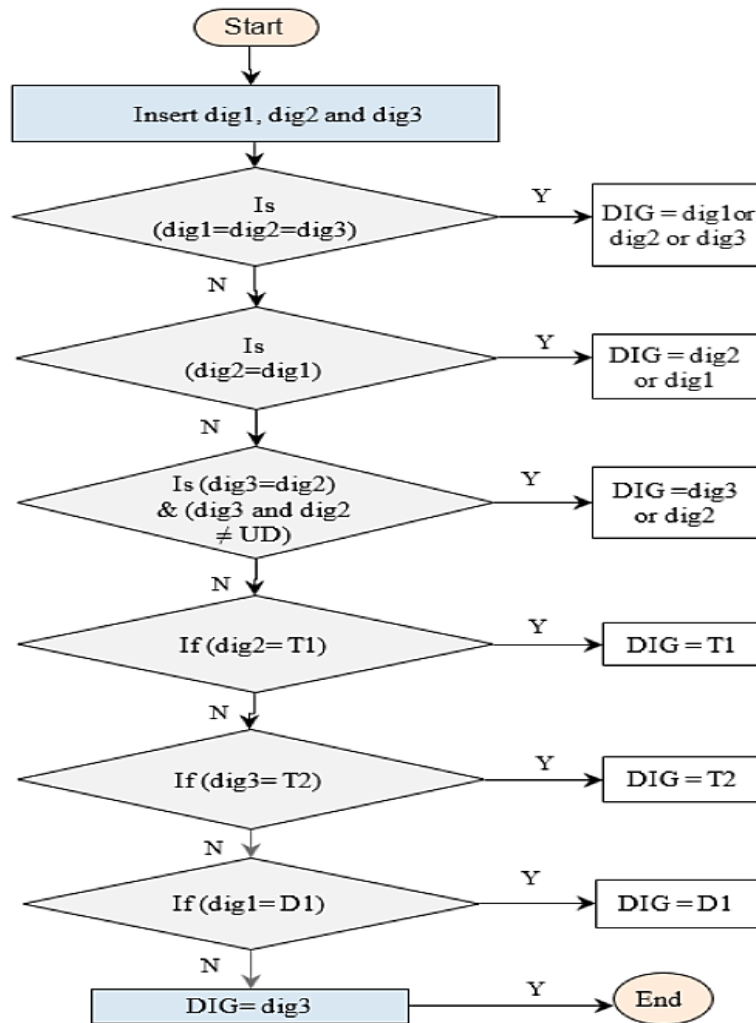 Start
Insert dig1, dig2 and dig3
Is
(dig1=dig2=dig3)
Y
DIG = dig1or
dig2 or dig3
N
Is
(dig2=dig1)
Y
DIG = dig2
or dig1
N
Is (dig3=dig2)
& (dig3 and dig2
≠ UD)
Y
DIG =dig3
or dig2
N
If (dig2= T1)
Y
DIG = T1
N
If (dig3= T2)
Y
DIG = T2
N
If (dig1= D1)
Y
DIG = D1
N
DIG= dig3
Y
End